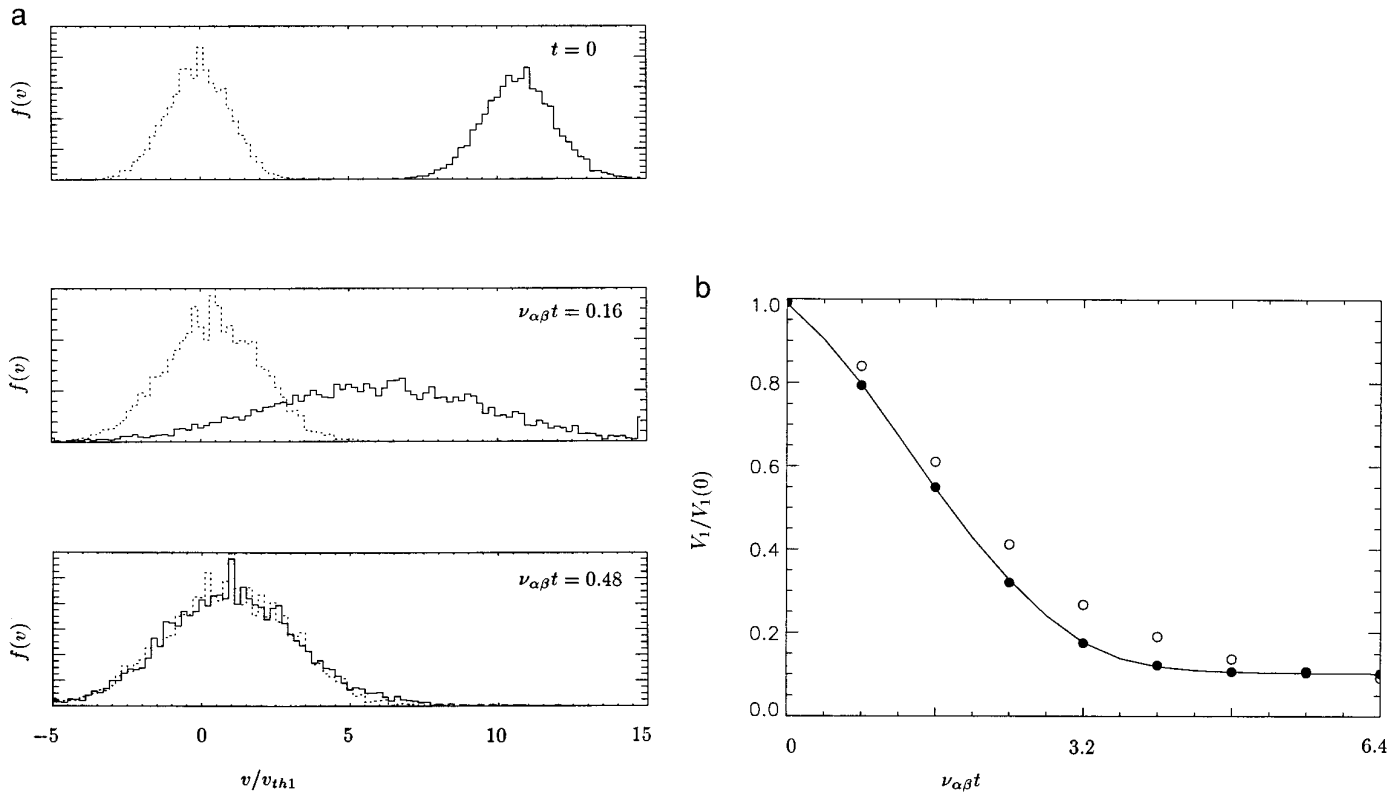 a
t = 0
f(v)
ν_{αβ}t = 0.16
f(v)
ν_{αβ}t = 0.48
f(v)
−5 0 5 10 15
v/v_{th1}
b
1.0
0.8
0.6
0.4
0.2
0.0
V_1/V_1(0)
0 3.2 6.4
ν_{αβ}t